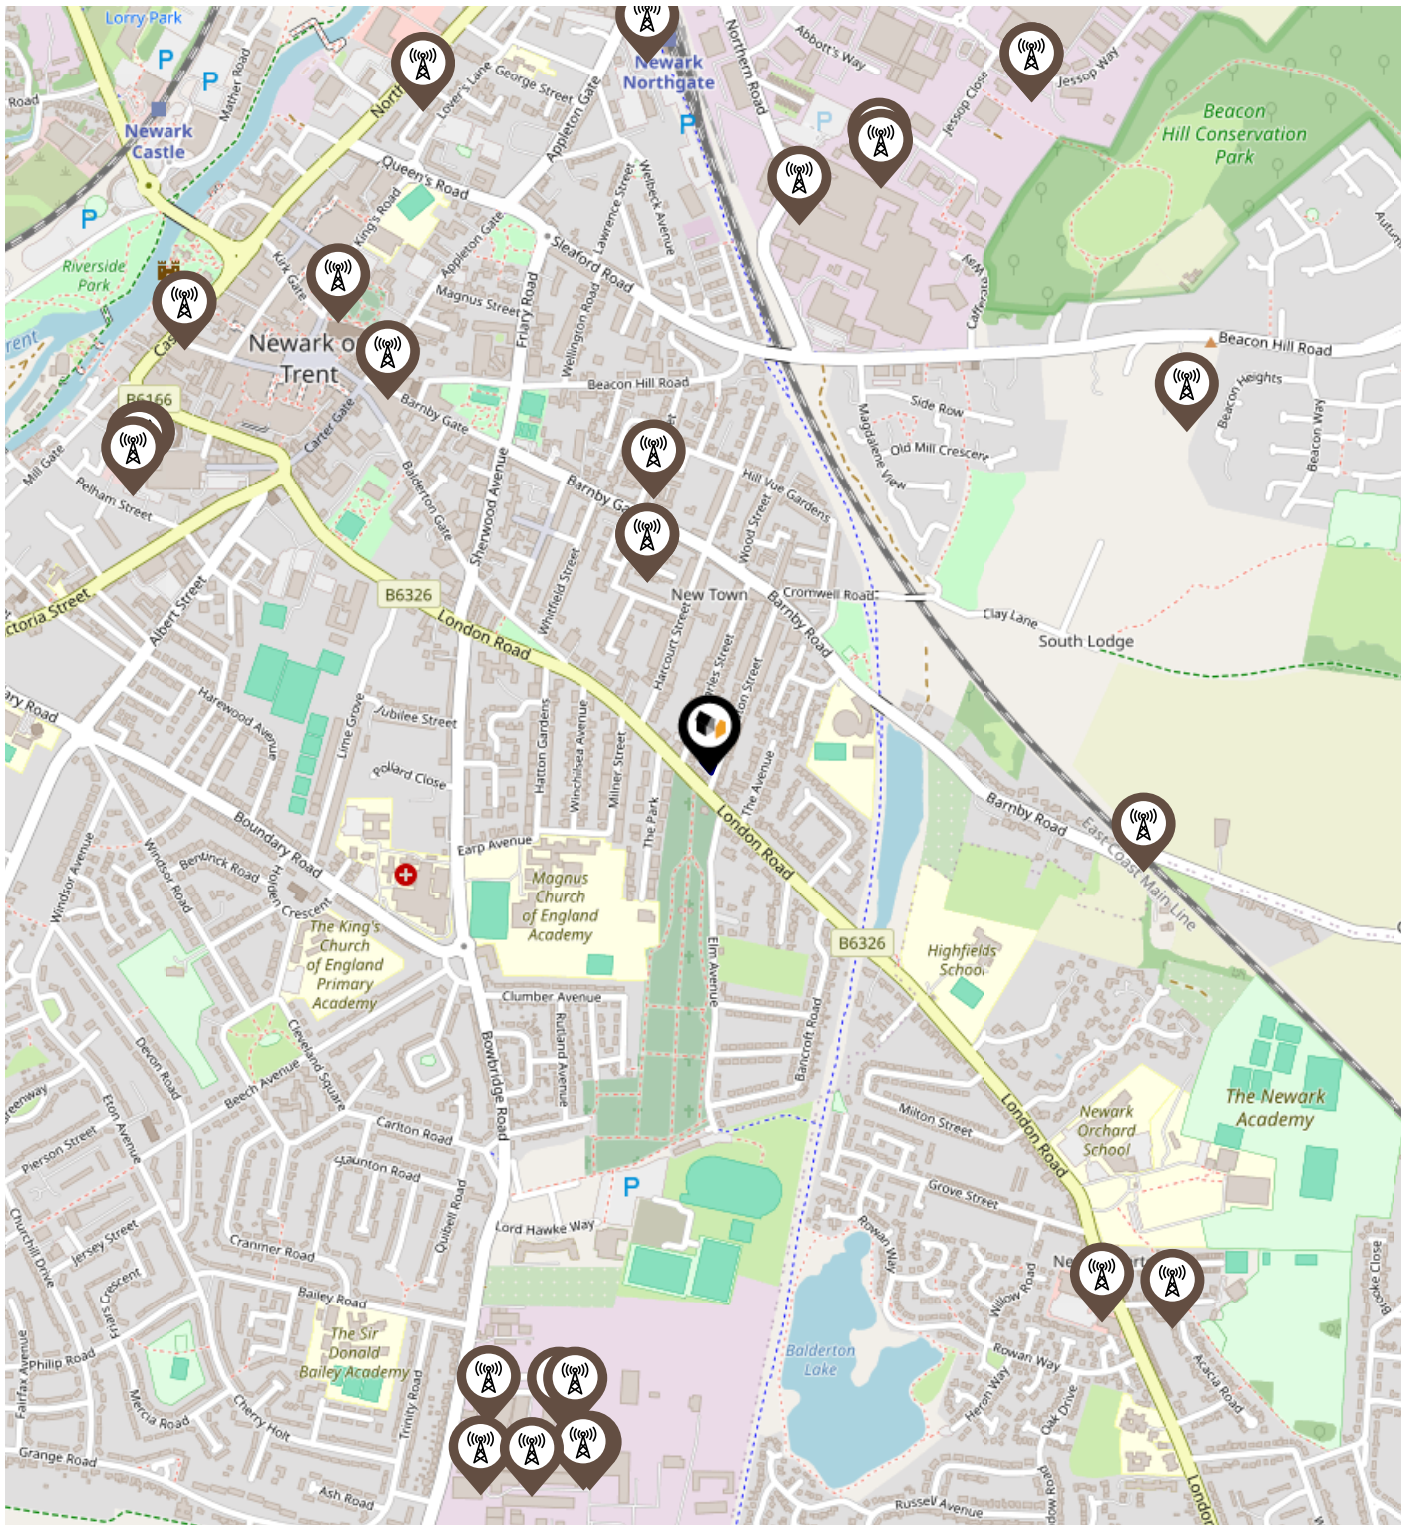 Lorry Park
P
P
Mather Road
Road
Newark
Castle
P
Riverside
Park
North
Lover's Lane
George Street
Appleton Gate
Newark
Northgate
P
Northern Road
Abbott's Way
P
Jessop Close
Jessop Way
Beacon
Hill Conservation
Park
Queen's Road
King's Road
Kirk Gate
Appleton Gate
Lawrence Street
Welbeck Avenue
Sleaford Road
Magnus Street
Friary Road
Wellington Road
Newark o
Trent
Beacon Hill Road
Beacon Hill Road
Beacon Heights
Beacon Way
B6166
Carter Gate
Barnby Gate
Mill Gate
Pelham Street
Balderton Gate
Sherwood Avenue
Side Row
Magdalene View
Old Mill Crescent
Hill Vue Gardens
Wood Street
Barnby Ga
Albert Street
B6326
London Road
Whitfield Street
New Town
Cromwell Road
Barnby Road
Clay Lane
South Lodge
Harcourt Street
Harewood Avenue
Lime Grove
Jubilee Street
Pollard Close
Hatton Gardens
Winchilsea Avenue
Milner Street
The Park
The Avenue
London Road
Barnby Road
East Coast Main Line
Boundary Road
Windsor Avenue
Windsor Road
Bentinck Road
Earp Avenue
Magnus
Church
of England
Academy
The King's
Church
of England
Primary
Academy
B6326
Highfields
School
Elm Avenue
Clumber Avenue
Rutland Avenue
Bowbridge Road
Bancroft Road
Cleveland Square
Devon Road
Beech Avenue
Eton Avenue
Pierson Street
Carlton Road
Staunton Road
Milton Street
London Road
Newark
Orchard
School
The Newark
Academy
P
Grove Street
Lord Hawke Way
Quibell Road
Churchill Drive
Jersey Street
Cranmer Road
Rowan Way
Willow Road
Brooke Close
Bailey Road
Friars Crescent
The Sir
Donald
Bailey Academy
Balderton
Lake
Rowan Way
Heron Way
Acacia Road
Philip Road
Fairfax Avenue
Mercia Road
Cherry Holt
Trinity Road
Oak Drive
Grange Road
Ash Road
Russell Avenue
London